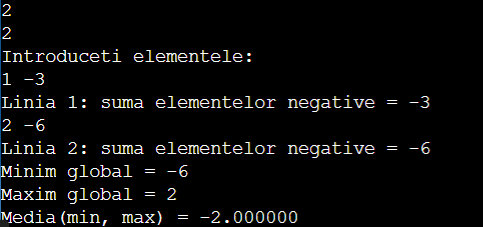 2
2
Introduceti elementele:
1 -3
Linia 1: suma elementelor negative = -3
2 -6
Linia 2: suma elementelor negative = -6
Minim global = -6
Maxim global = 2
Media(min, max) = -2.000000